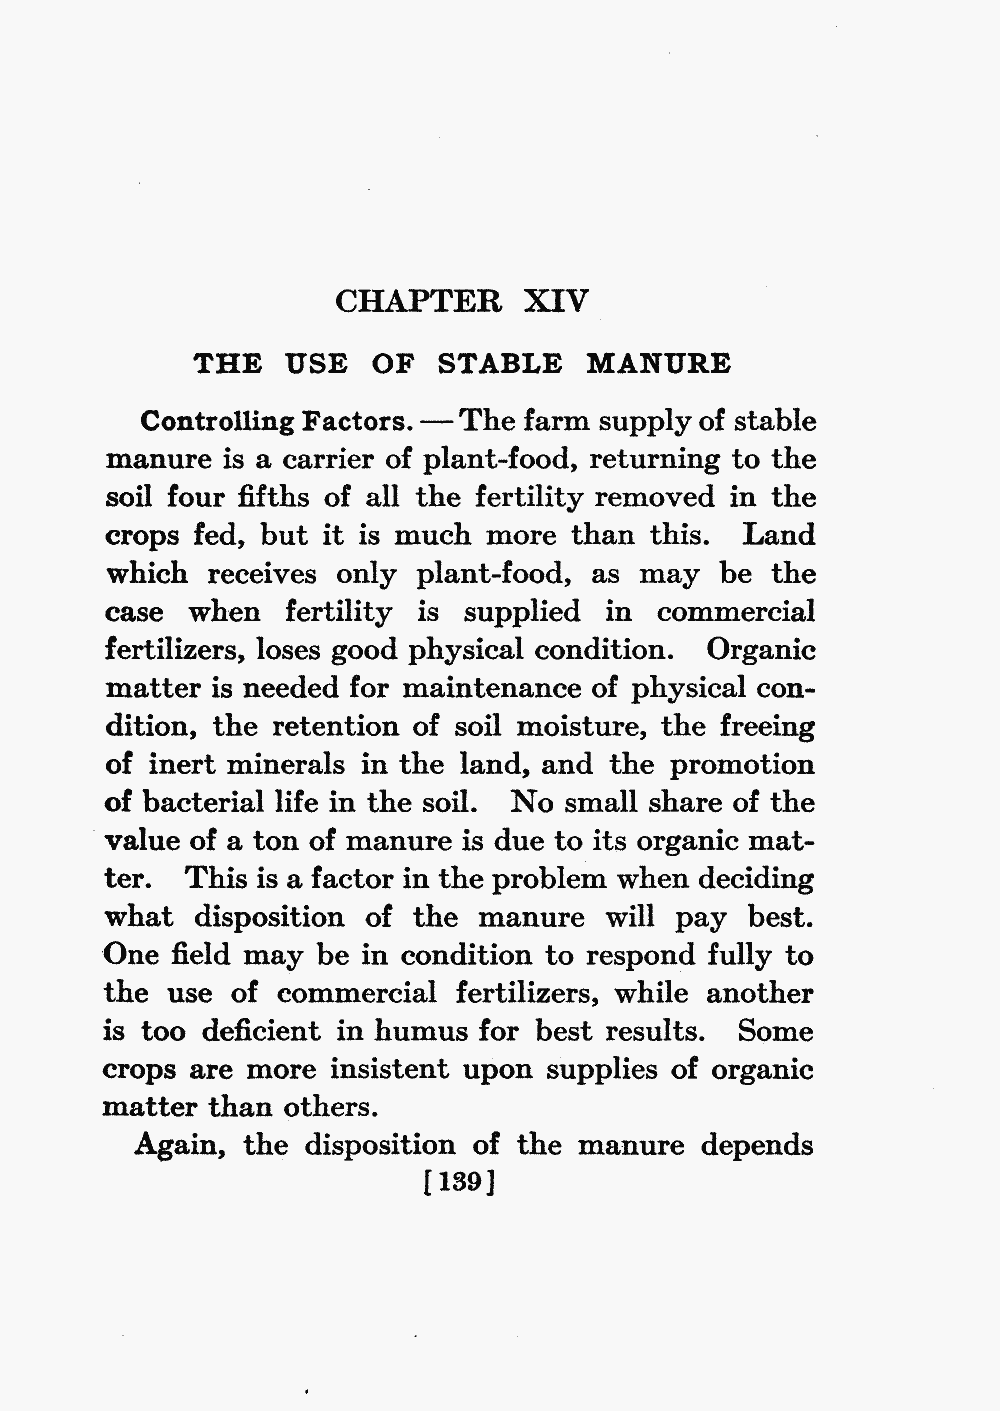 CHAPTER XIV
THE USE OF STABLE MANURE
Controlling Factors. — The farm supply of stable
manure is a carrier of plant-food, returning to the
soil four fifths of all the fertility removed in the
crops fed, but it is much more than this. Land
which receives only plant-food, as may be the
case when fertility is supplied in commercial
fertilizers, loses good physical condition. Organic
matter is needed for maintenance of physical con-
dition, the retention of soil moisture, the freeing
of inert minerals in the land, and the promotion
of bacterial life in the soil. No small share of the
value of a ton of manure is due to its organic mat-
ter. This is a factor in the problem when deciding
what disposition of the manure will pay best.
One field may be in condition to respond fully to
the use of commercial fertilizers, while another
is too deficient in humus for best results. Some
crops are more insistent upon supplies of organic
matter than others.
Again, the disposition of the manure depends
[139]